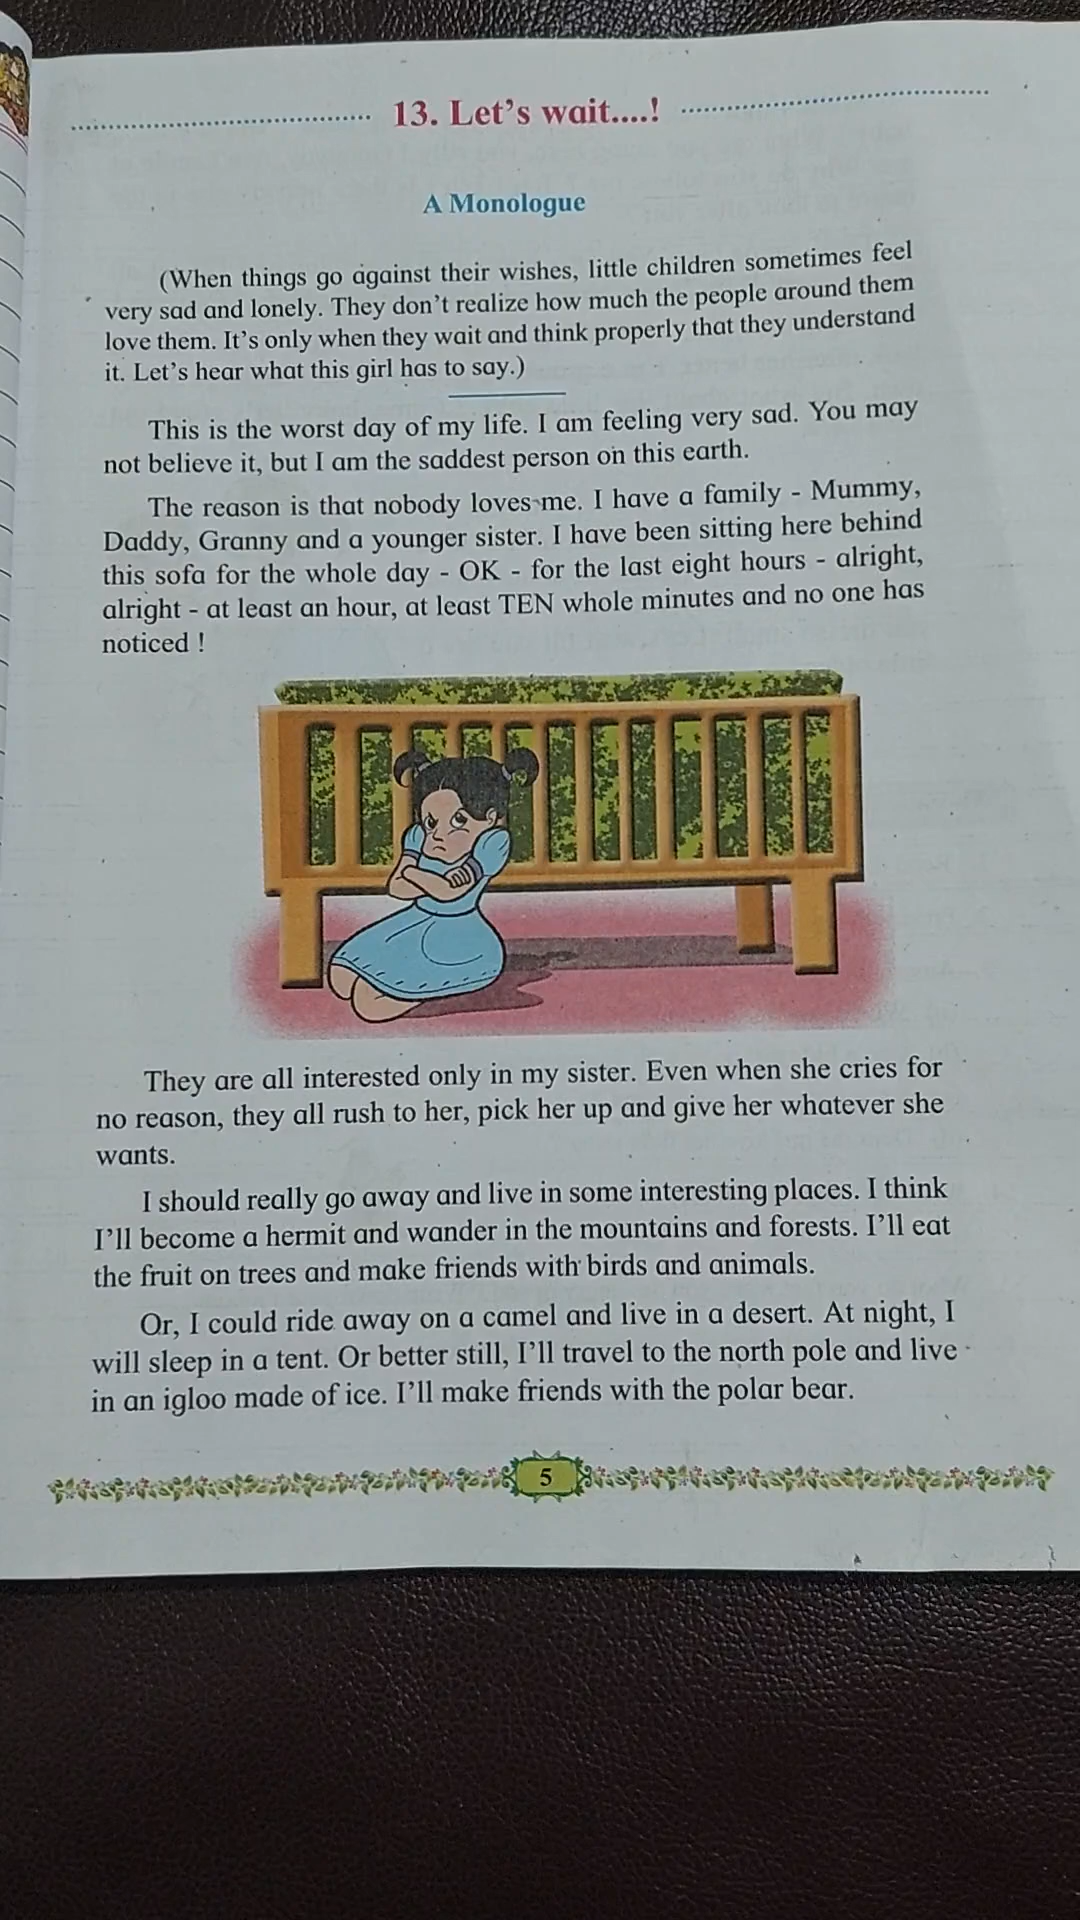 13. Let's wait....!
A Monologue
(When things go against their wishes, little children sometimes feel
very sad and lonely. They don't realize how much the people around them
love them. It's only when they wait and think properly that they understand
it. Let's hear what this girl has to say.)
This is the worst day of my life. I am feeling very sad. You may
not believe it, but I am the saddest person on this earth.
The reason is that nobody loves me. I have a family - Mummy,
Daddy, Granny and a younger sister. I have been sitting here behind
this sofa for the whole day - OK - for the last eight hours - alright,
alright - at least an hour, at least TEN whole minutes and no one has
noticed !
They are all interested only in my sister. Even when she cries for
no reason, they all rush to her, pick her up and give her whatever she
wants.
I should really go away and live in some interesting places. I think
I'll become a hermit and wander in the mountains and forests. I'll eat
the fruit on trees and make friends with birds and animals.
Or, I could ride away on a camel and live in a desert. At night, I
will sleep in a tent. Or better still, I'll travel to the north pole and live
in an igloo made of ice. I'll make friends with the polar bear.
5